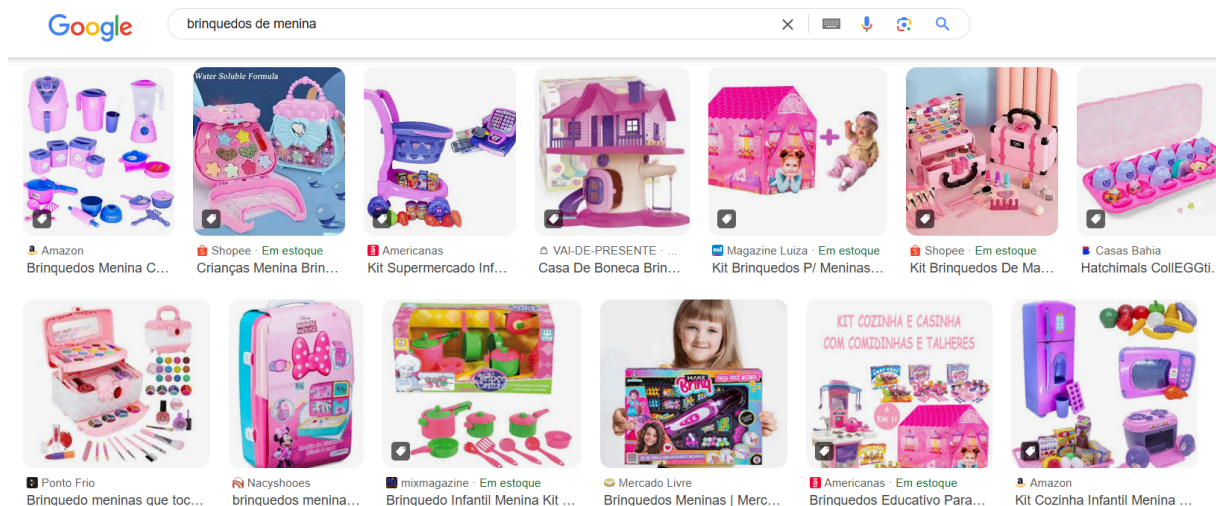 Google
brinquedos de menina
Water Soluble Formula
Amazon
Brinquedos Menina C...
Shopee · Em estoque
Crianças Menina Brin...
Americanas
Kit Supermercado Inf...
VAI-DE-PRESENTE · ...
Casa De Boneca Brin...
Magazine Luiza · Em estoque
Kit Brinquedos P/ Meninas...
Shopee · Em estoque
Kit Brinquedos De Ma...
Casas Bahia
Hatchimals CollEGGti.
KIT COZINHA E CASINHA
COM COMIDINHAS E TALHERES
Ponto Frio
Brinquedo meninas que toc...
Nacyshooes
brinquedos menina...
mixmagazine · Em estoque
Brinquedo Infantil Menina Kit ...
Mercado Livre
Brinquedos Meninas | Merc...
Americanas · Em estoque
Brinquedos Educativo Para...
Amazon
Kit Cozinha Infantil Menina ...